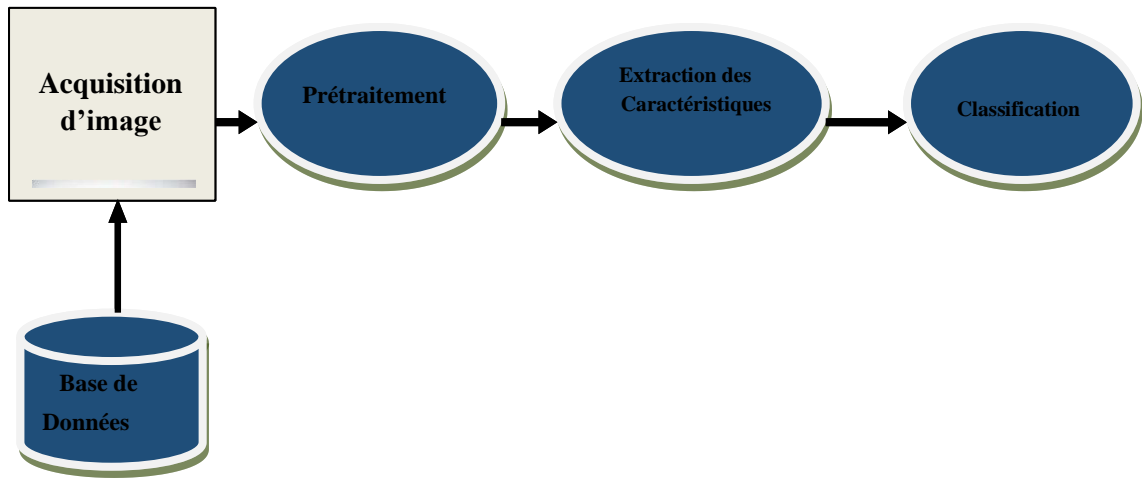 Acquisition
d’image
Prétraitement
Extraction des
Caractéristiques
Classification
Base de
Données